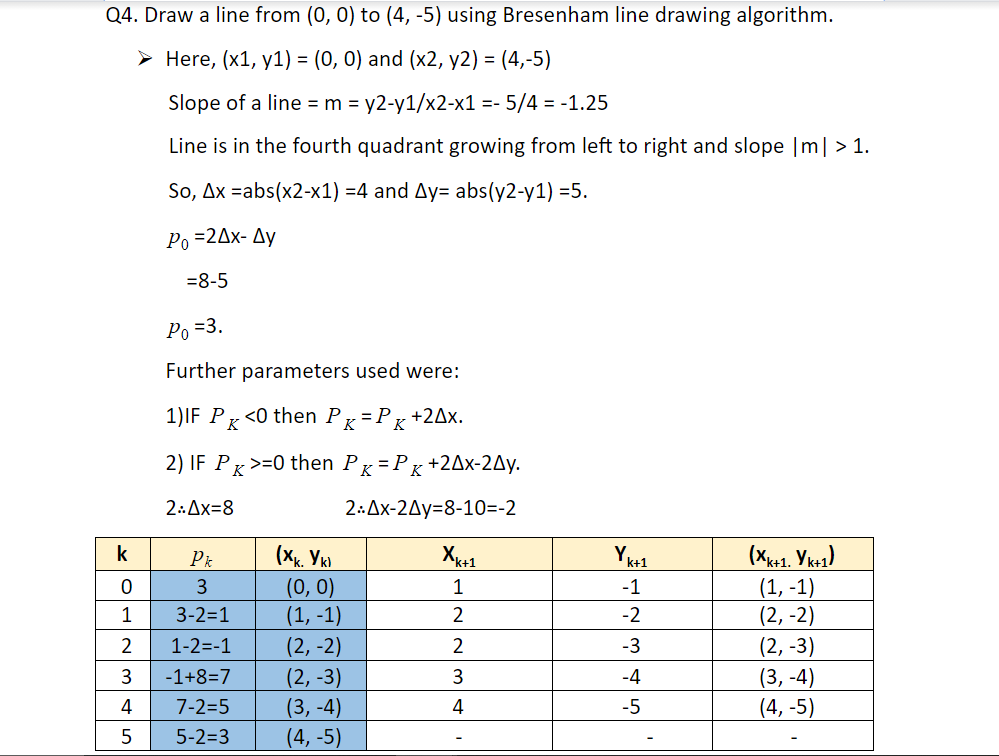 Q4. Draw a line from (0, 0) to (4, -5) using Bresenham line drawing algorithm.
➢ Here, (x1, y1) = (0, 0) and (x2, y2) = (4,-5)
Slope of a line = m = y2-y1/x2-x1 =- 5/4 = -1.25
Line is in the fourth quadrant growing from left to right and slope |m| > 1.
So, Δx =abs(x2-x1) =4 and Δy= abs(y2-y1) =5.
p₀ =2Δx- Δy
=8-5
p₀ =3.
Further parameters used were:
1)IF P_K <0 then P_K = P_K +2Δx.
2) IF P_K >=0 then P_K = P_K +2Δx-2Δy.
2∴Δx=8 2∴Δx-2Δy=8-10=-2
k p_k (x_k, y_k) X_k+1 Y_k+1 (x_k+1, y_k+1)
0 3 (0, 0) 1 -1 (1, -1)
1 3-2=1 (1, -1) 2 -2 (2, -2)
2 1-2=-1 (2, -2) 2 -3 (2, -3)
3 -1+8=7 (2, -3) 3 -4 (3, -4)
4 7-2=5 (3, -4) 4 -5 (4, -5)
5 5-2=3 (4, -5) - - -